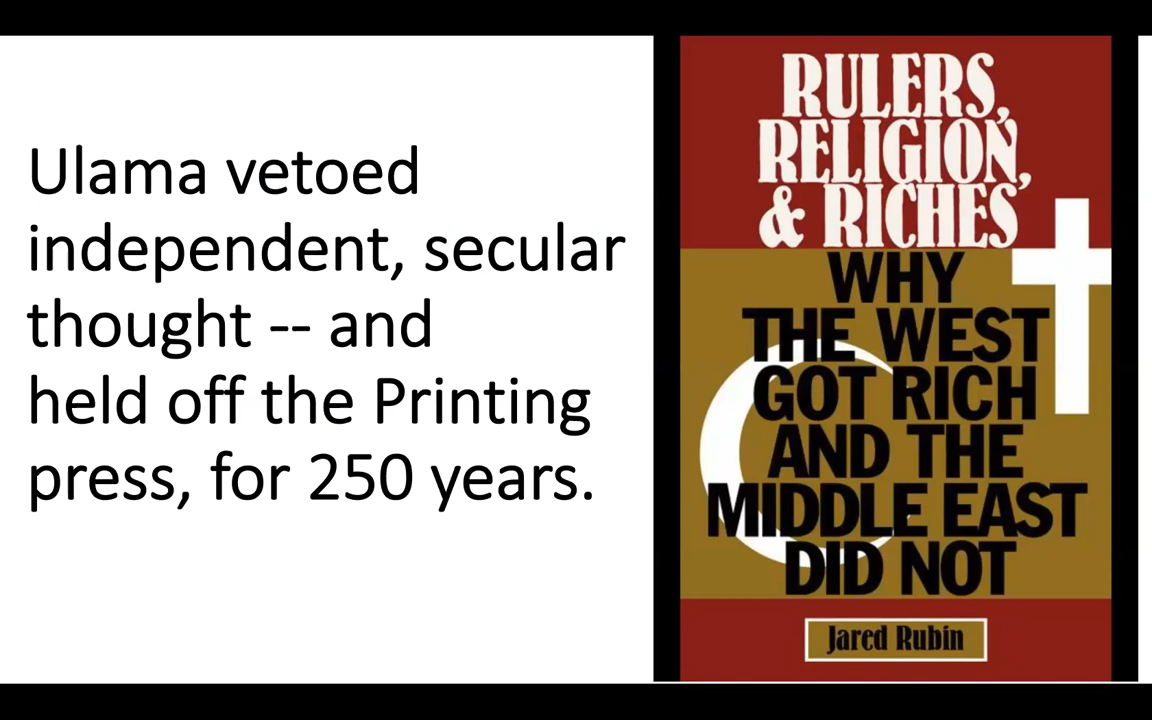 Ulama vetoed
independent, secular
thought -- and
held off the Printing
press, for 250 years.
RULERS,
RELIGION,
& RICHES
WHY
THE WEST
GOT RICH
AND THE
MIDDLE EAST
DID NOT
Jared Rubin